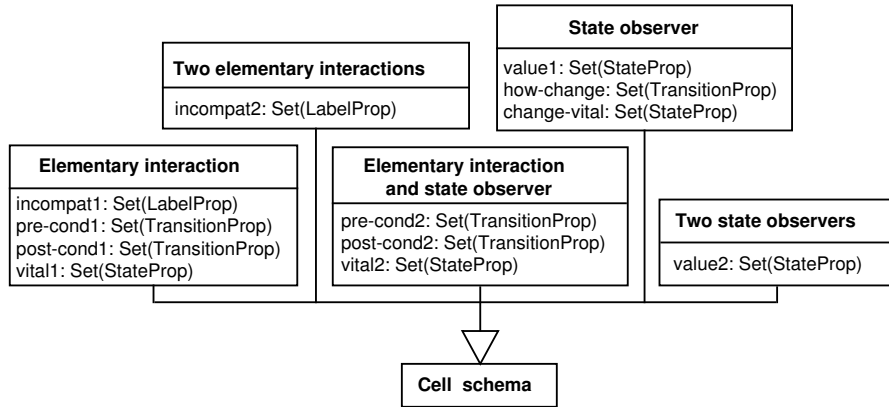 State observer
value1: Set(StateProp)
how-change: Set(TransitionProp)
change-vital: Set(StateProp)
Two elementary interactions
incompat2: Set(LabelProp)
Elementary interaction
incompat1: Set(LabelProp)
pre-cond1: Set(TransitionProp)
post-cond1: Set(TransitionProp)
vital1: Set(StateProp)
Elementary interaction
and state observer
pre-cond2: Set(TransitionProp)
post-cond2: Set(TransitionProp)
vital2: Set(StateProp)
Two state observers
value2: Set(StateProp)
Cell schema